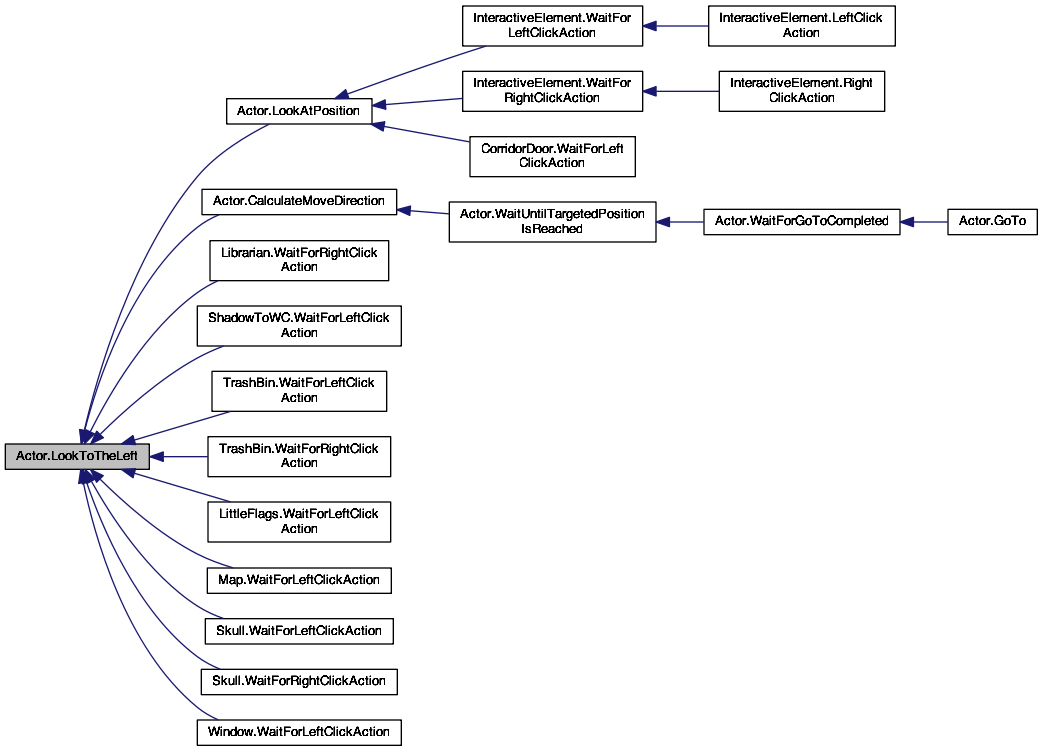 InteractiveElement.WaitFor
LeftClickAction
InteractiveElement.LeftClick
Action
InteractiveElement.WaitFor
RightClickAction
InteractiveElement.Right
ClickAction
Actor.LookAtPosition
CorridorDoor.WaitForLeft
ClickAction
Actor.CalculateMoveDirection
Actor.WaitUntilTargetedPosition
IsReached
Actor.WaitForGoToCompleted
Actor.GoTo
Librarian.WaitForRightClick
Action
ShadowToWC.WaitForLeftClick
Action
TrashBin.WaitForLeftClick
Action
Actor.LookToTheLeft
TrashBin.WaitForRightClick
Action
LittleFlags.WaitForLeftClick
Action
Map.WaitForLeftClickAction
Skull.WaitForLeftClickAction
Skull.WaitForRightClickAction
Window.WaitForLeftClickAction